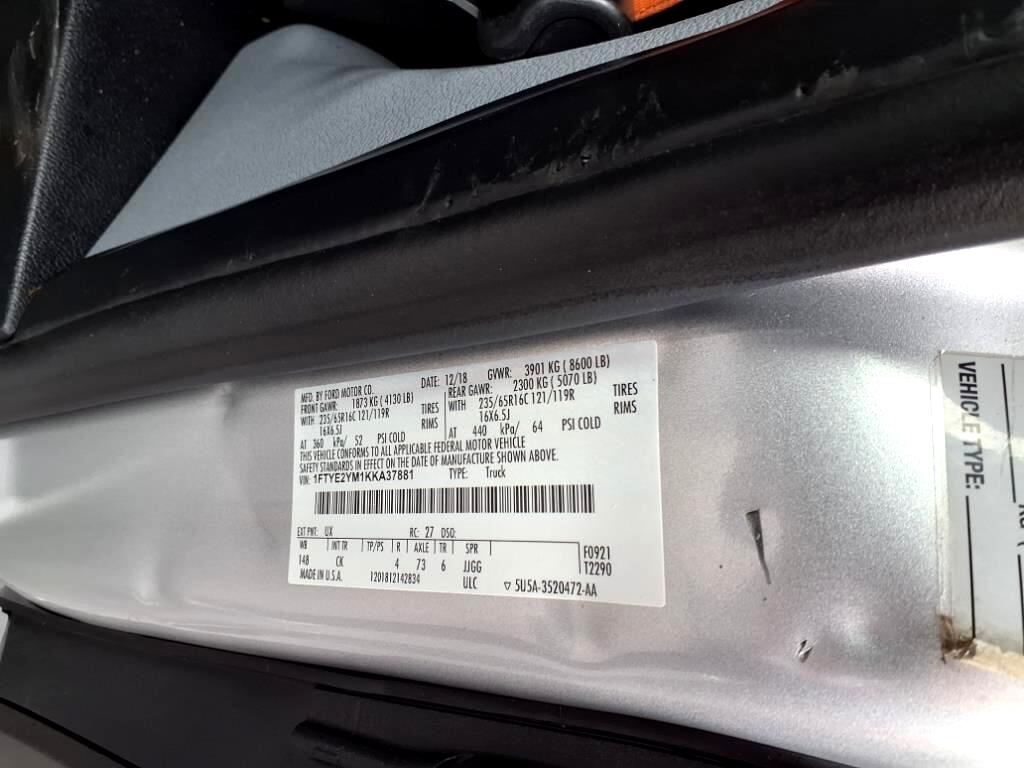 MFD. BY FORD MOTOR CO. DATE: 12/18 GVWR: 3901 KG ( 8600 LB)
FRONT GAWR: 1873 KG ( 4130 LB) REAR GAWR: 2300 KG ( 5070 LB)
WITH 235/65R16C 121/119R TIRES WITH 235/65R16C 121/119R TIRES
16X6.5J RIMS 16X6.5J RIMS
AT 360 kPa/ 52 PSI COLD AT 440 kPa/ 64 PSI COLD
THIS VEHICLE CONFORMS TO ALL APPLICABLE FEDERAL MOTOR VEHICLE
SAFETY STANDARDS IN EFFECT ON THE DATE OF MANUFACTURE SHOWN ABOVE.
VIN: 1FTYE2YM1KKA37881 TYPE: Truck
EXT PNT: UX RC: 27 DSO:
WB INT TR TP/PS R AXLE TR SPR F0921
148 CK 4 73 6 JJGG T2290
MADE IN U.S.A. 1201812142834 ULC ▽ 5U5A-3520472-AA
VEHICLE TYPE: